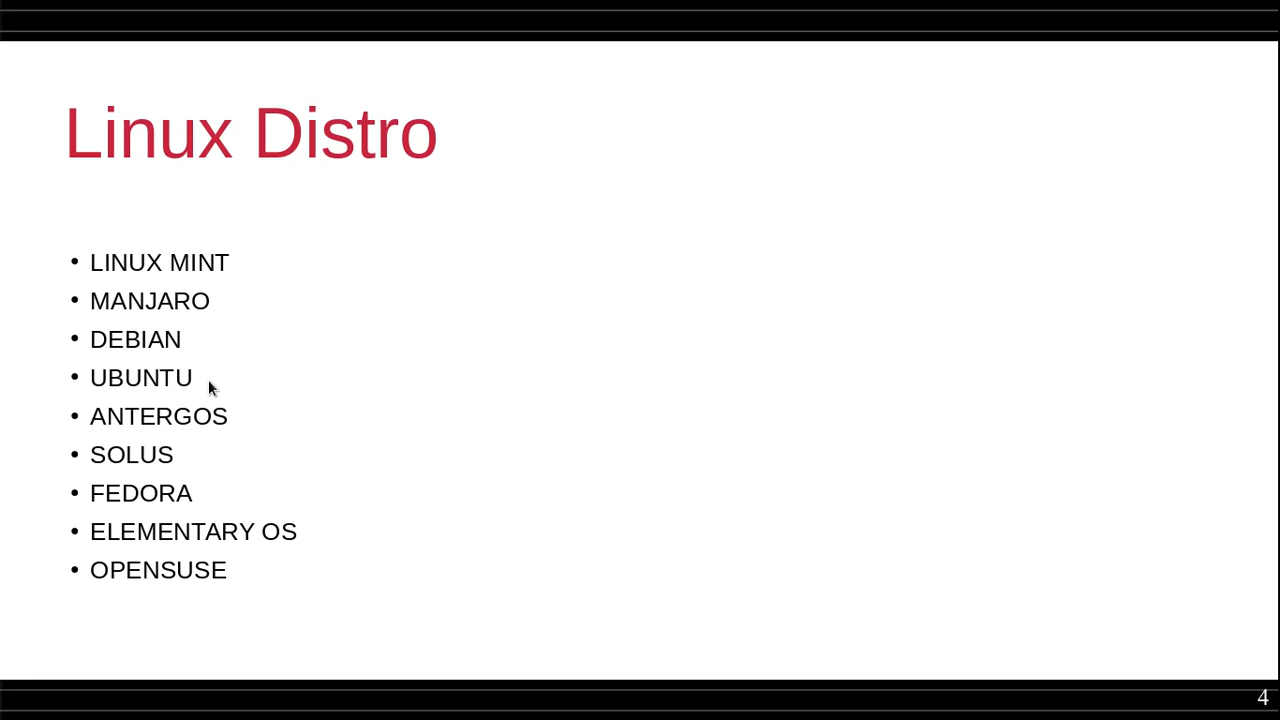 Linux Distro
• LINUX MINT
• MANJARO
• DEBIAN
• UBUNTU
• ANTERGOS
• SOLUS
• FEDORA
• ELEMENTARY OS
• OPENSUSE
4